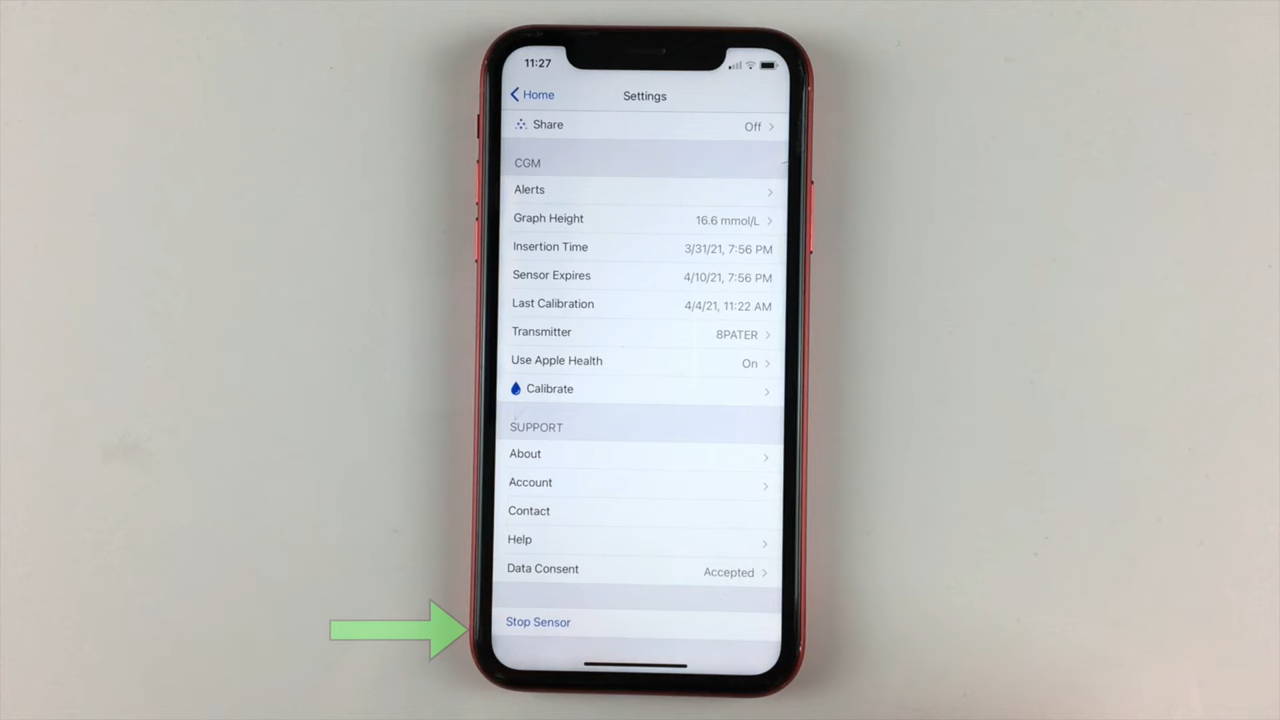 11:27
Home Settings
Share Off
CGM
Alerts
Graph Height 16.6 mmol/L
Insertion Time 3/31/21, 7:56 PM
Sensor Expires 4/10/21, 7:56 PM
Last Calibration 4/4/21, 11:22 AM
Transmitter 8PATER
Use Apple Health On
Calibrate
SUPPORT
About
Account
Contact
Help
Data Consent Accepted
Stop Sensor